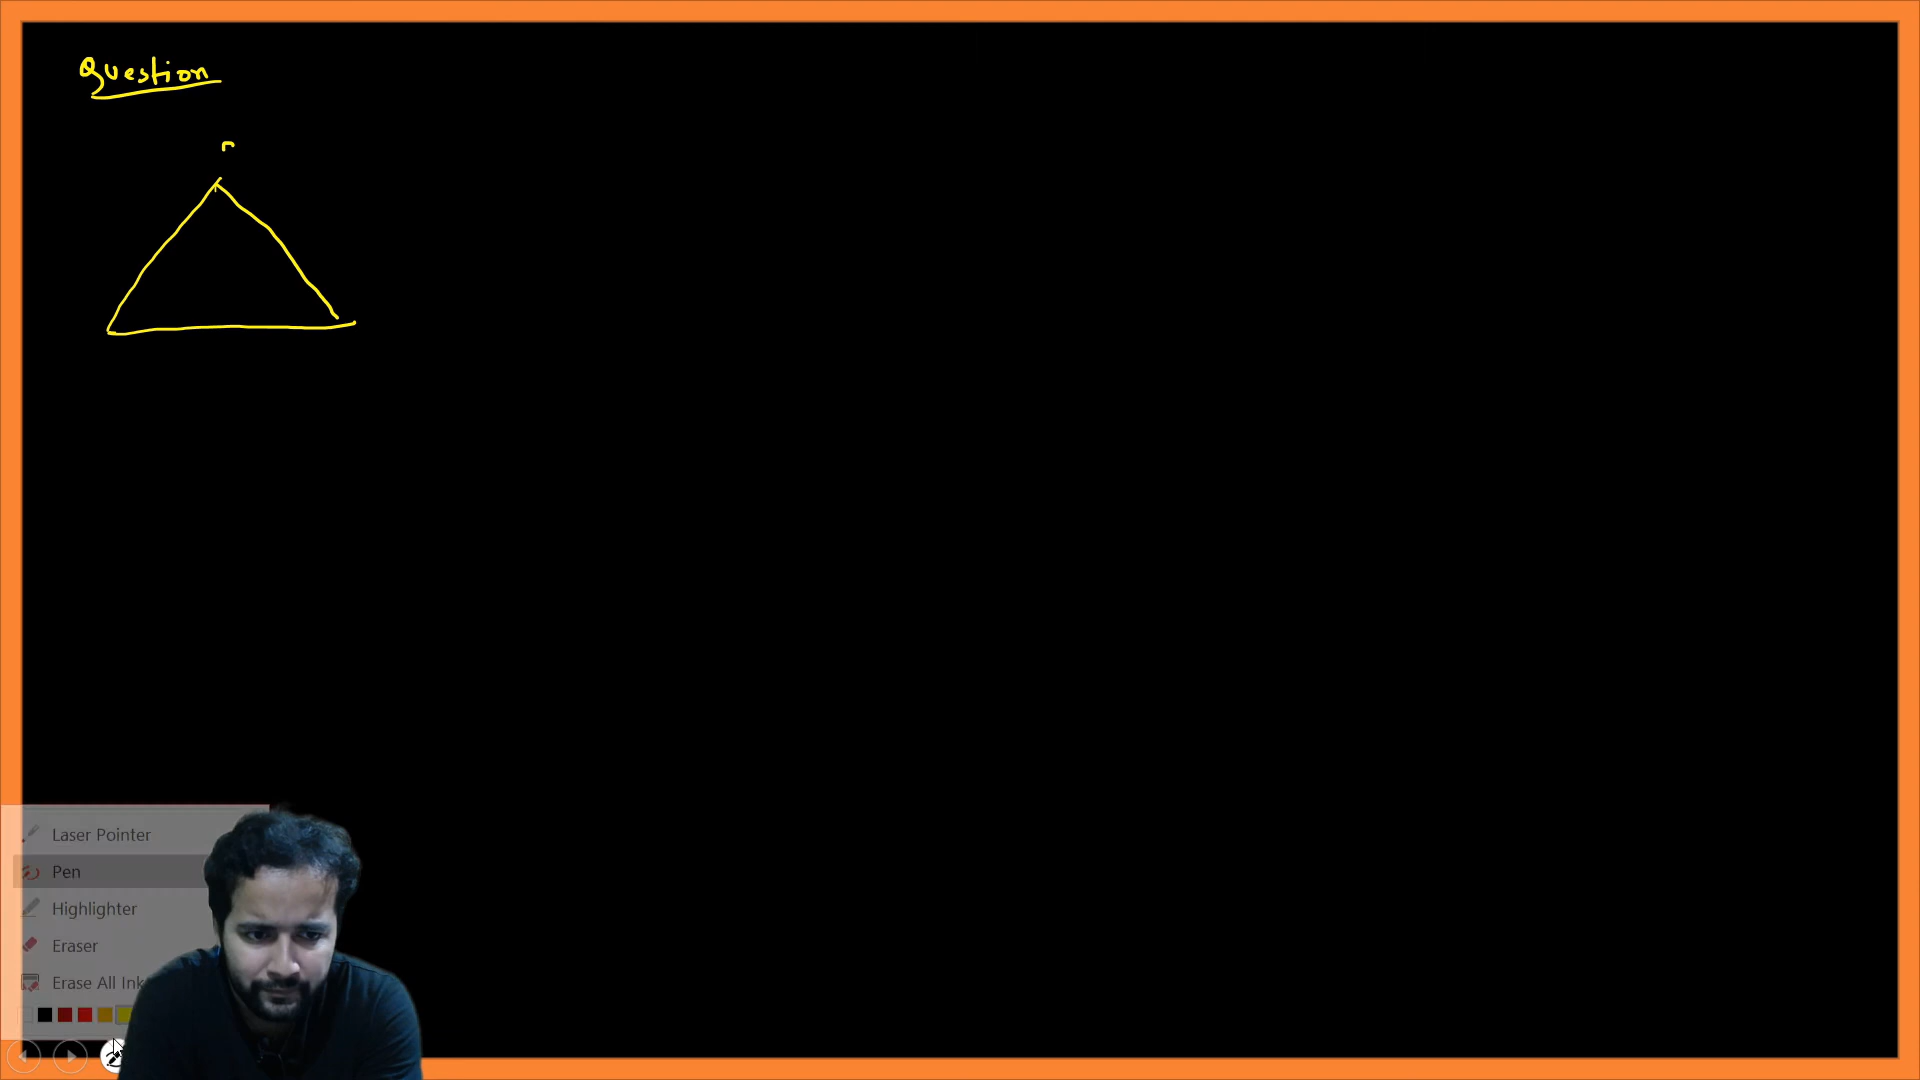 Question
Laser Pointer
Pen
Highlighter
Eraser
Erase All Ink